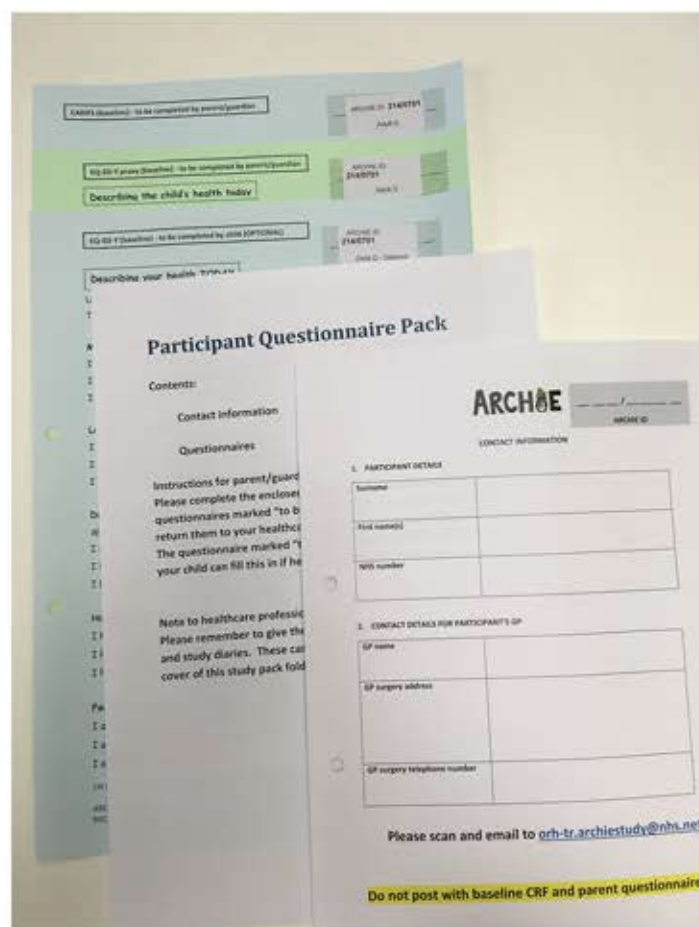 CARIFS (baseline) - to be completed by parent/guardian
ARCHIE ID: 214/0701
EQ-5D-Y proxy (baseline) - to be completed by parent/guardian
ARCHIE ID:
214/0701
Describing the child's health today
EQ-5D-Y (baseline) - to be completed by child (OPTIONAL)
ARCHIE ID:
214/0701
Describing your health TODAY
Participant Questionnaire Pack
Contents:
Contact information
Questionnaires
Instructions for parent/guard
Please complete the enclose
questionnaires marked "to b
return them to your healthca
The questionnaire marked "t
your child can fill this in if he
Note to healthcare professio
Please remember to give the
and study diaries. These can
cover of this study pack fold
ARCHIE
ARCHIE ID
CONTACT INFORMATION
1. PARTICIPANT DETAILS
Surname
First name(s)
NHS number
2. CONTACT DETAILS FOR PARTICIPANT'S GP
GP name
GP surgery address
GP surgery telephone number
Please scan and email to orh-tr.archiestudy@nhs.net
Do not post with baseline CRF and parent questionnaire